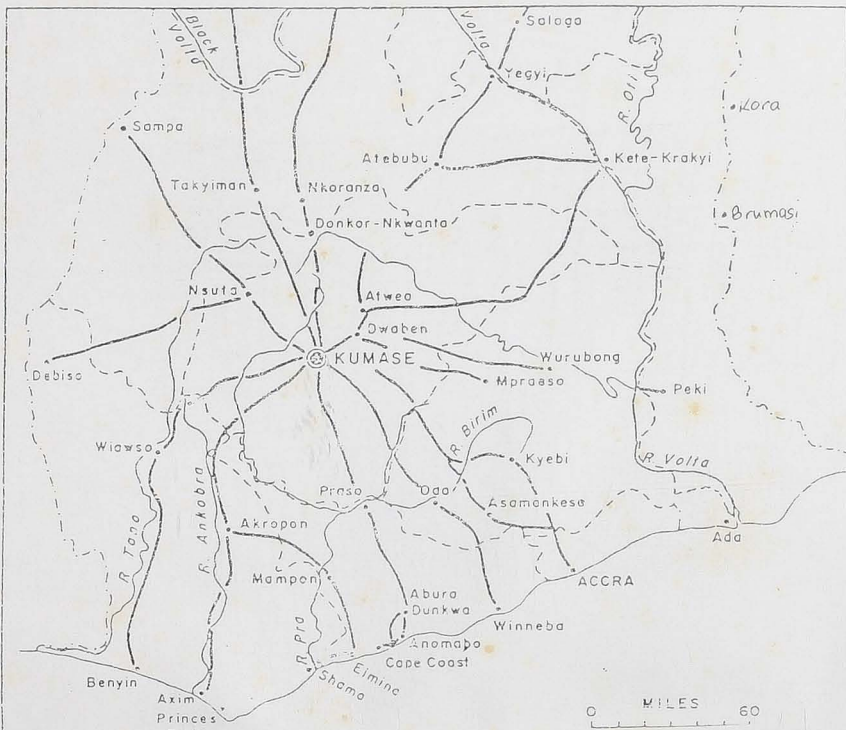 Black
Volta
Volta
Salaga
Yegyi
R. Oti
Kora
Sampa
Atebubu
Kete-Krakyi
Takyiman
Nkoranza
Brumasi
Donkor-Nkwanta
Nsuta
Atweo
Dwaben
KUMASE
Wurubong
Debiso
Mpraaso
Peki
R. Birim
Wiawso
Kyebi
R. Volta
Praso
Oda
Asamankese
R. Ankobra
Akropon
Ada
R. Tano
Mampon
ACCRA
Abura
Dunkwa
Winneba
R. Pra
Anomabo
Cape Coast
Elmina
Shama
Benyin
Axim
Princes
MILES
0 60